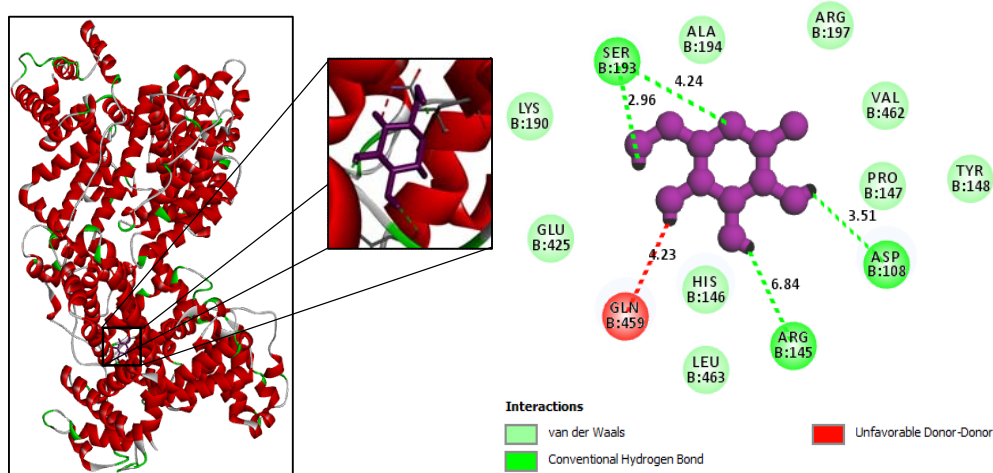 ARG
B:197
ALA
B:194
SER
B:193
4.24
2.96
LYS
B:190
VAL
B:462
PRO
B:147
TYR
B:148
3.51
GLU
B:425
4.23
ASP
B:108
HIS
B:146
6.84
GLN
B:459
ARG
B:145
LEU
B:463
Interactions
van der Waals
Unfavorable Donor-Donor
Conventional Hydrogen Bond